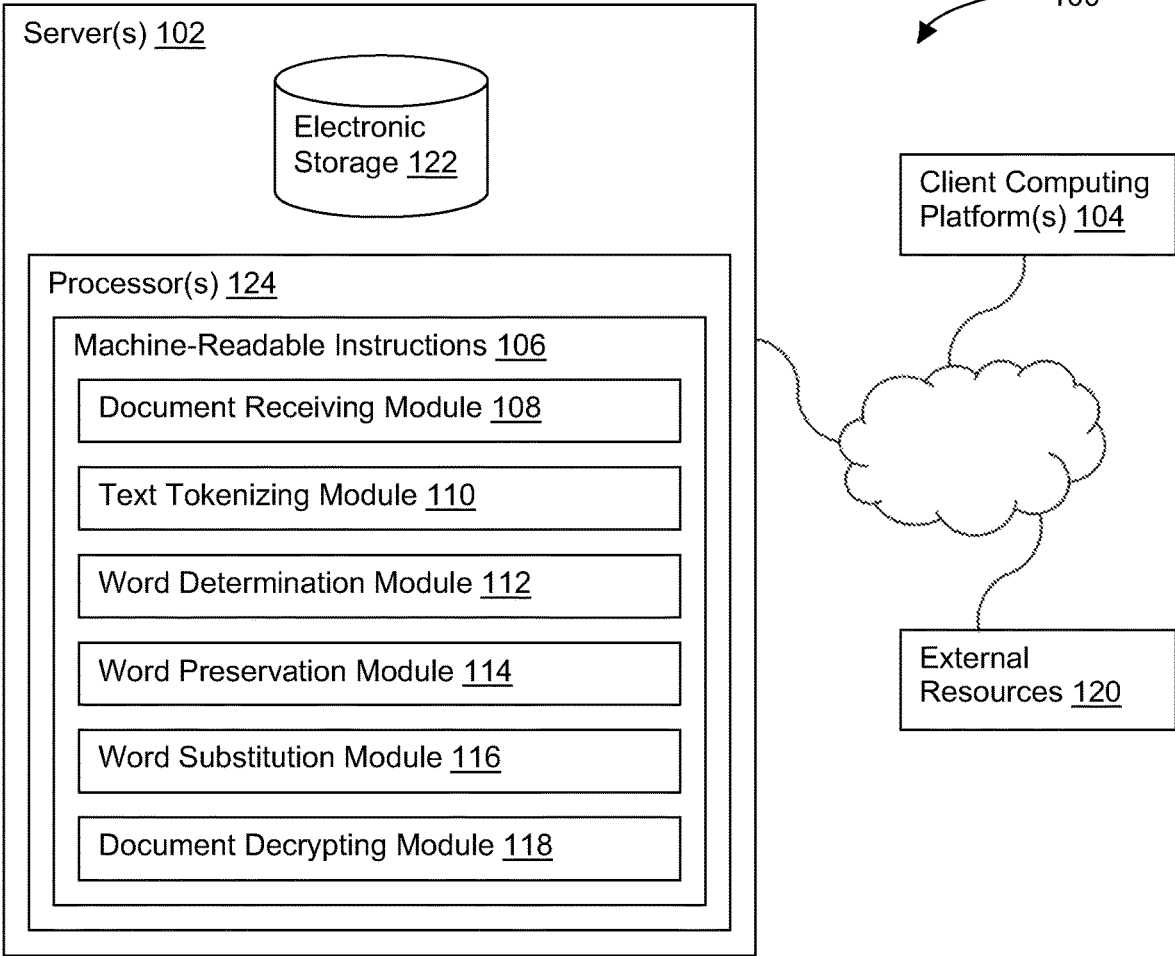 Server(s) 102
Electronic
Storage 122
Processor(s) 124
Machine-Readable Instructions 106
Document Receiving Module 108
Text Tokenizing Module 110
Word Determination Module 112
Word Preservation Module 114
Word Substitution Module 116
Document Decrypting Module 118
Client Computing
Platform(s) 104
External
Resources 120